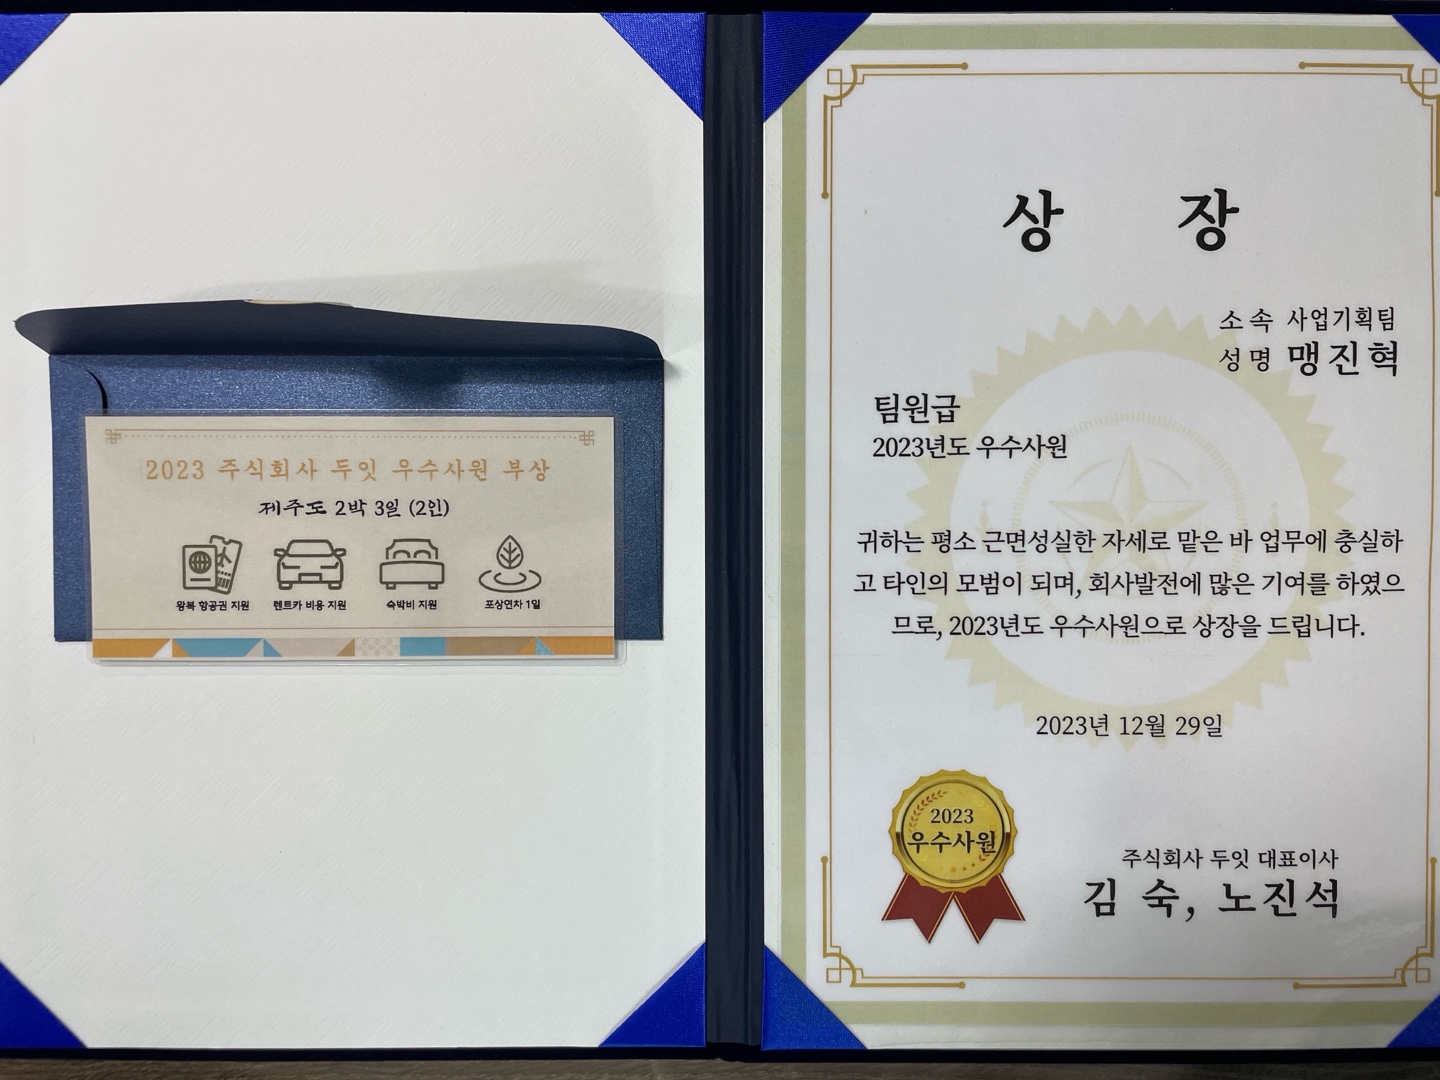 2023 주식회사 두잇 우수사원 부상
제주도 2박 3일 (2인)
왕복 항공권 지원 렌트카 비용 지원 숙박비 지원 포상연차 1일
상 장
소속 사업기획팀
성명 맹진혁
팀원급
2023년도 우수사원
귀하는 평소 근면성실한 자세로 맡은 바 업무에 충실하
고 타인의 모범이 되며, 회사발전에 많은 기여를 하였으
므로, 2023년도 우수사원으로 상장을 드립니다.
2023년 12월 29일
2023
우수사원
주식회사 두잇 대표이사
김 숙, 노진석